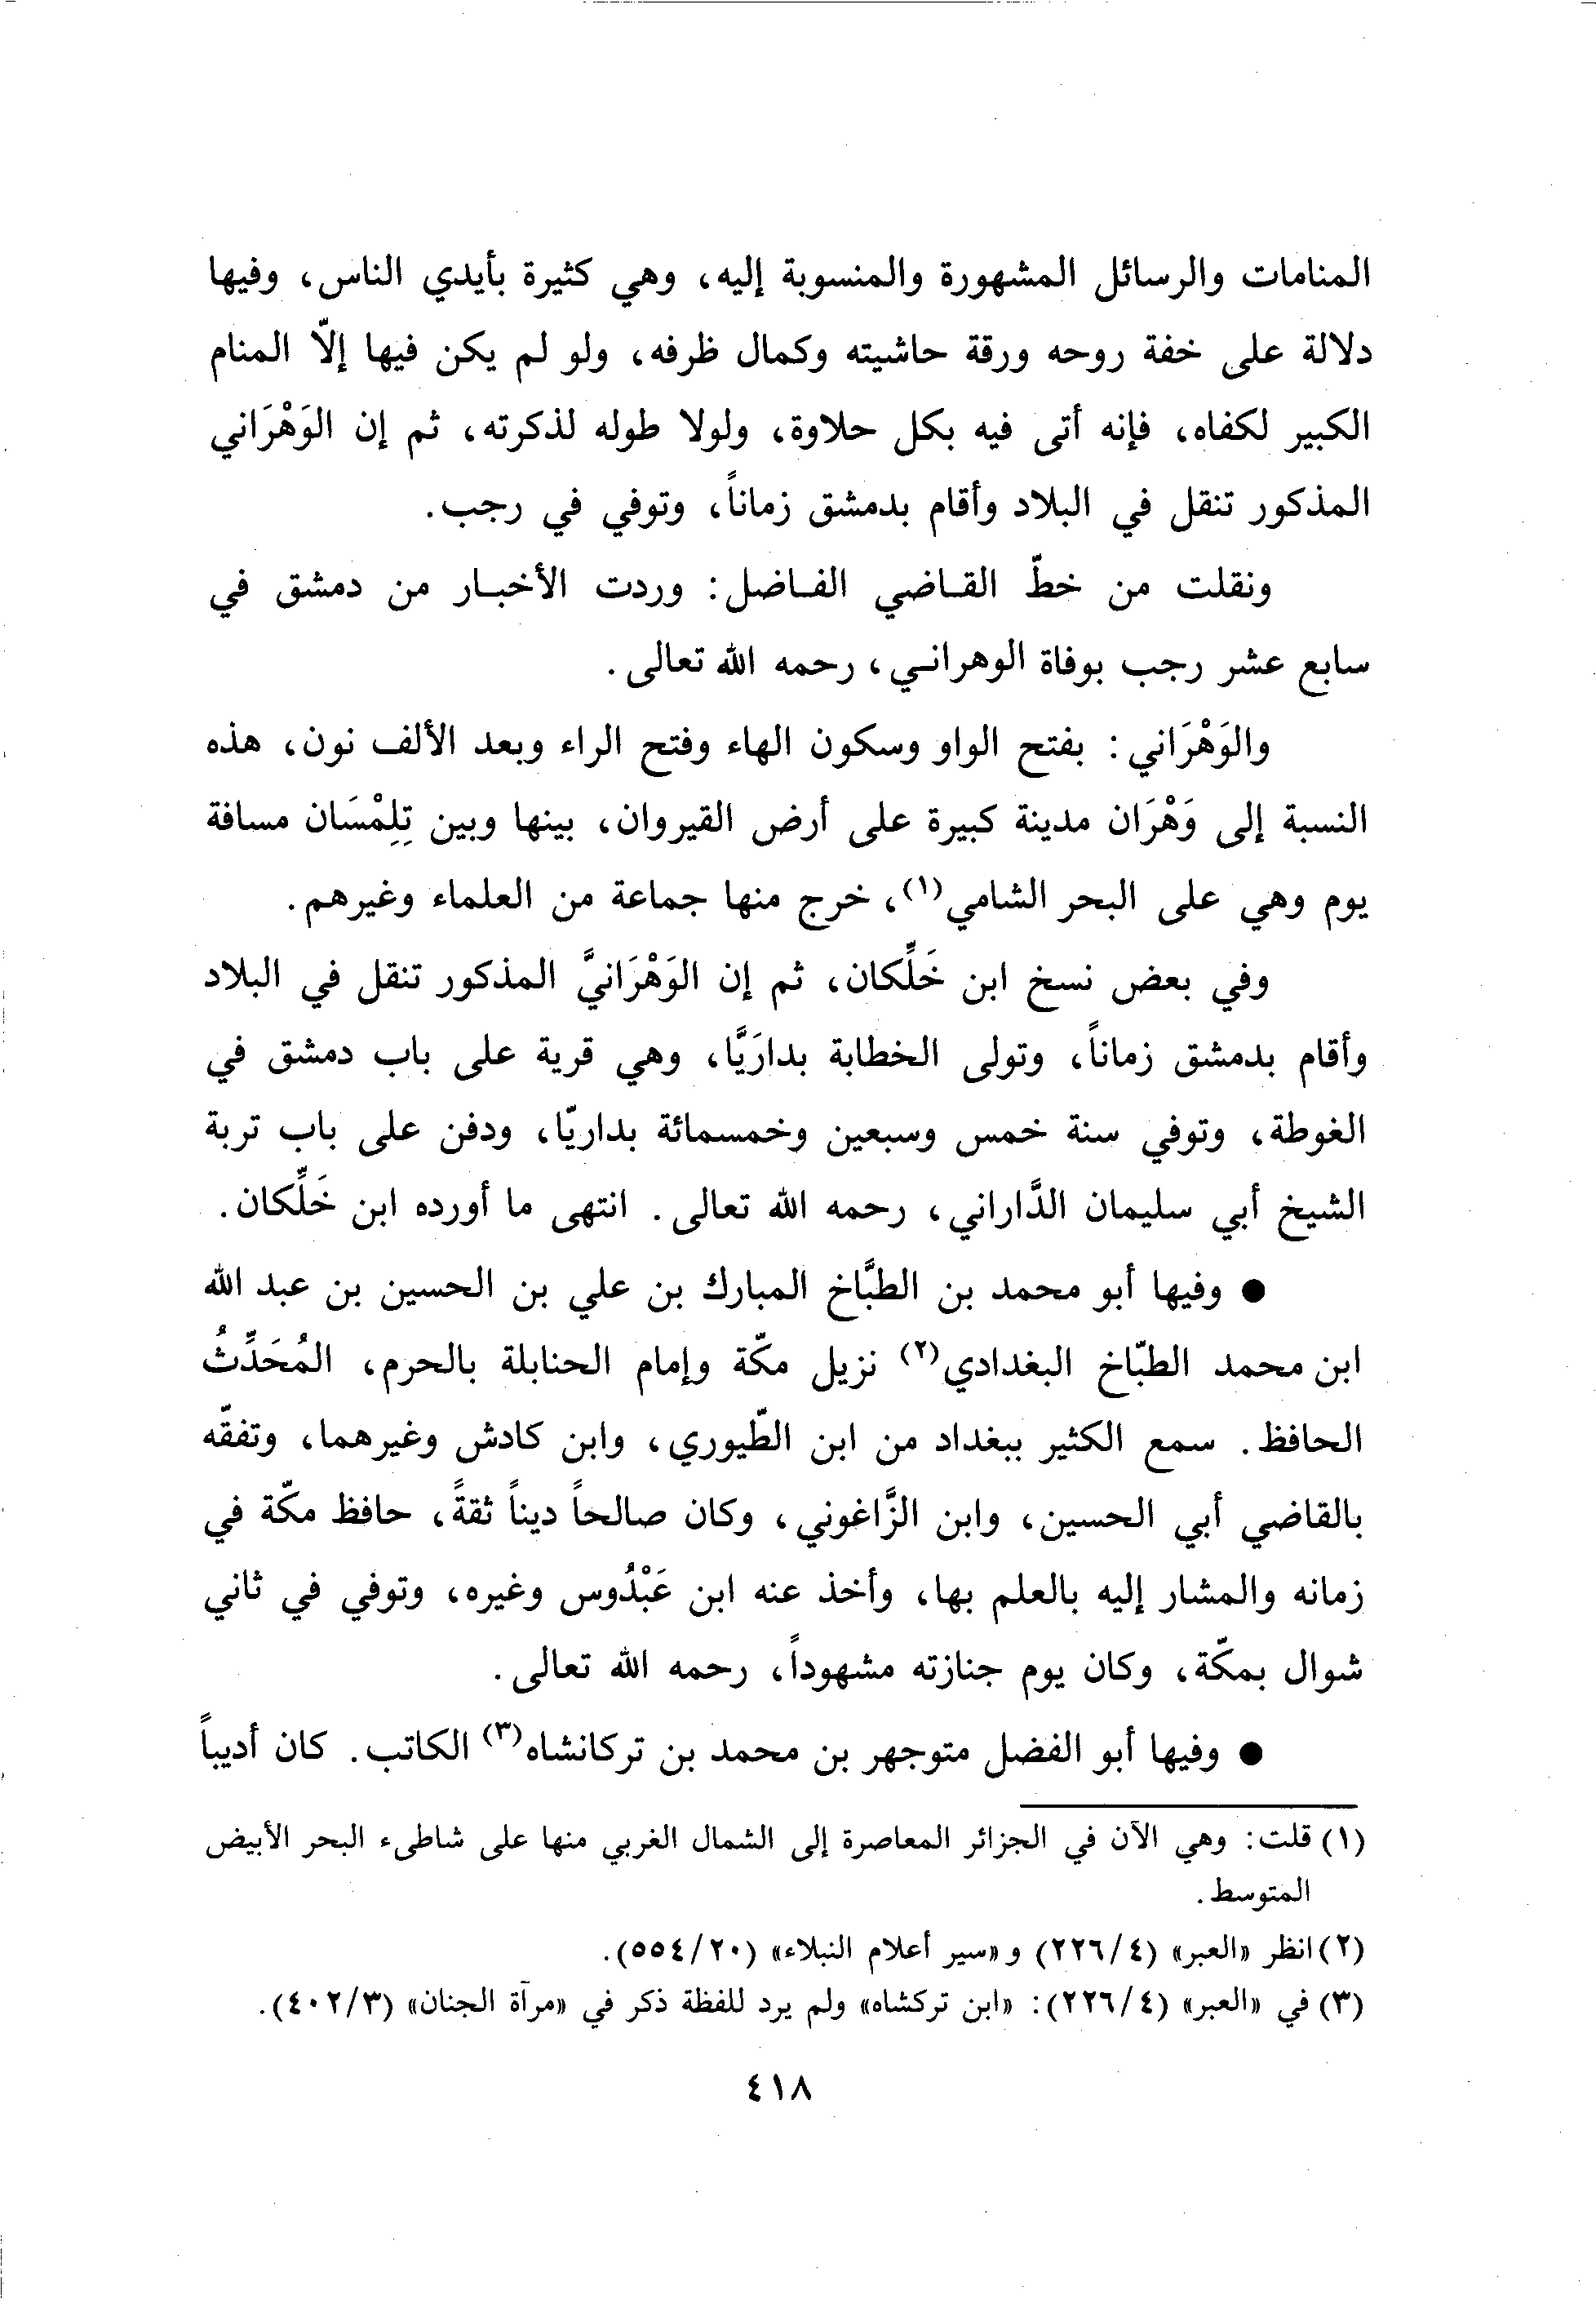 المنامات والرسائل المشهورة والمنسوبة إليه، وهي كثيرة بأيدي الناس، وفيها
دلالة على خفة روحه ورقة حاشيته وكمال ظرفه، ولو لم يكن فيها إلّا المنام
الكبير لكفاه، فإنه أتى فيه بكل حلاوة، ولولا طوله لذكرته، ثم إن الوَهْرَاني
المذكور تنقل في البلاد وأقام بدمشق زماناً، وتوفي في رجب.
ونقلت من خطّ القـاضي الفـاضل: وردت الأخبـار من دمشق في
سابع عشر رجب بوفاة الوهرانـي، رحمه الله تعالى.
والوَهْرَاني: بفتح الواو وسكون الهاء وفتح الراء وبعد الألف نون، هذه
النسبة إلى وَهْرَان مدينة كبيرة على أرض القيروان، بينها وبين تِلِمْسَان مسافة
يوم وهي على البحر الشامي(١)، خرج منها جماعة من العلماء وغيرهم.
وفي بعض نسخ ابن خَلِّكان، ثم إن الوَهْرَانيَّ المذكور تنقل في البلاد
وأقام بدمشق زماناً، وتولى الخطابة بدارَيَّا، وهي قرية على باب دمشق في
الغوطة، وتوفي سنة خمس وسبعين وخمسمائة بداريّا، ودفن على باب تربة
الشيخ أبي سليمان الدَّاراني، رحمه الله تعالى. انتهى ما أورده ابن خَلِّكان.
● وفيها أبو محمد بن الطبَّاخ المبارك بن علي بن الحسين بن عبد الله
ابن محمد الطبّاخ البغدادي(٢) نزيل مكّة وإمام الحنابلة بالحرم، المُحَدِّثُ
الحافظ. سمع الكثير ببغداد من ابن الطّيوري، وابن كادش وغيرهما، وتفقّه
بالقاضي أبي الحسين، وابن الزَّاغوني، وكان صالحاً ديناً ثقةً، حافظ مكّة في
زمانه والمشار إليه بالعلم بها، وأخذ عنه ابن عَبْدُوس وغيره، وتوفي في ثاني
شوال بمكّة، وكان يوم جنازته مشهوداً، رحمه الله تعالى.
● وفيها أبو الفضل متوجهر بن محمد بن تركانشاه(٣) الكاتب. كان أديباً
(١) قلت: وهي الآن في الجزائر المعاصرة إلى الشمال الغربي منها على شاطىء البحر الأبيض
المتوسط.
(٢) انظر «العبر» (٢٢٦/٤) و«سير أعلام النبلاء» (٥٥٤/٢٠).
(٣) في «العبر» (٢٢٦/٤): «ابن تركشاه» ولم يرد للفظة ذكر في «مرآة الجنان» (٤٠٢/٣).
٤١٨